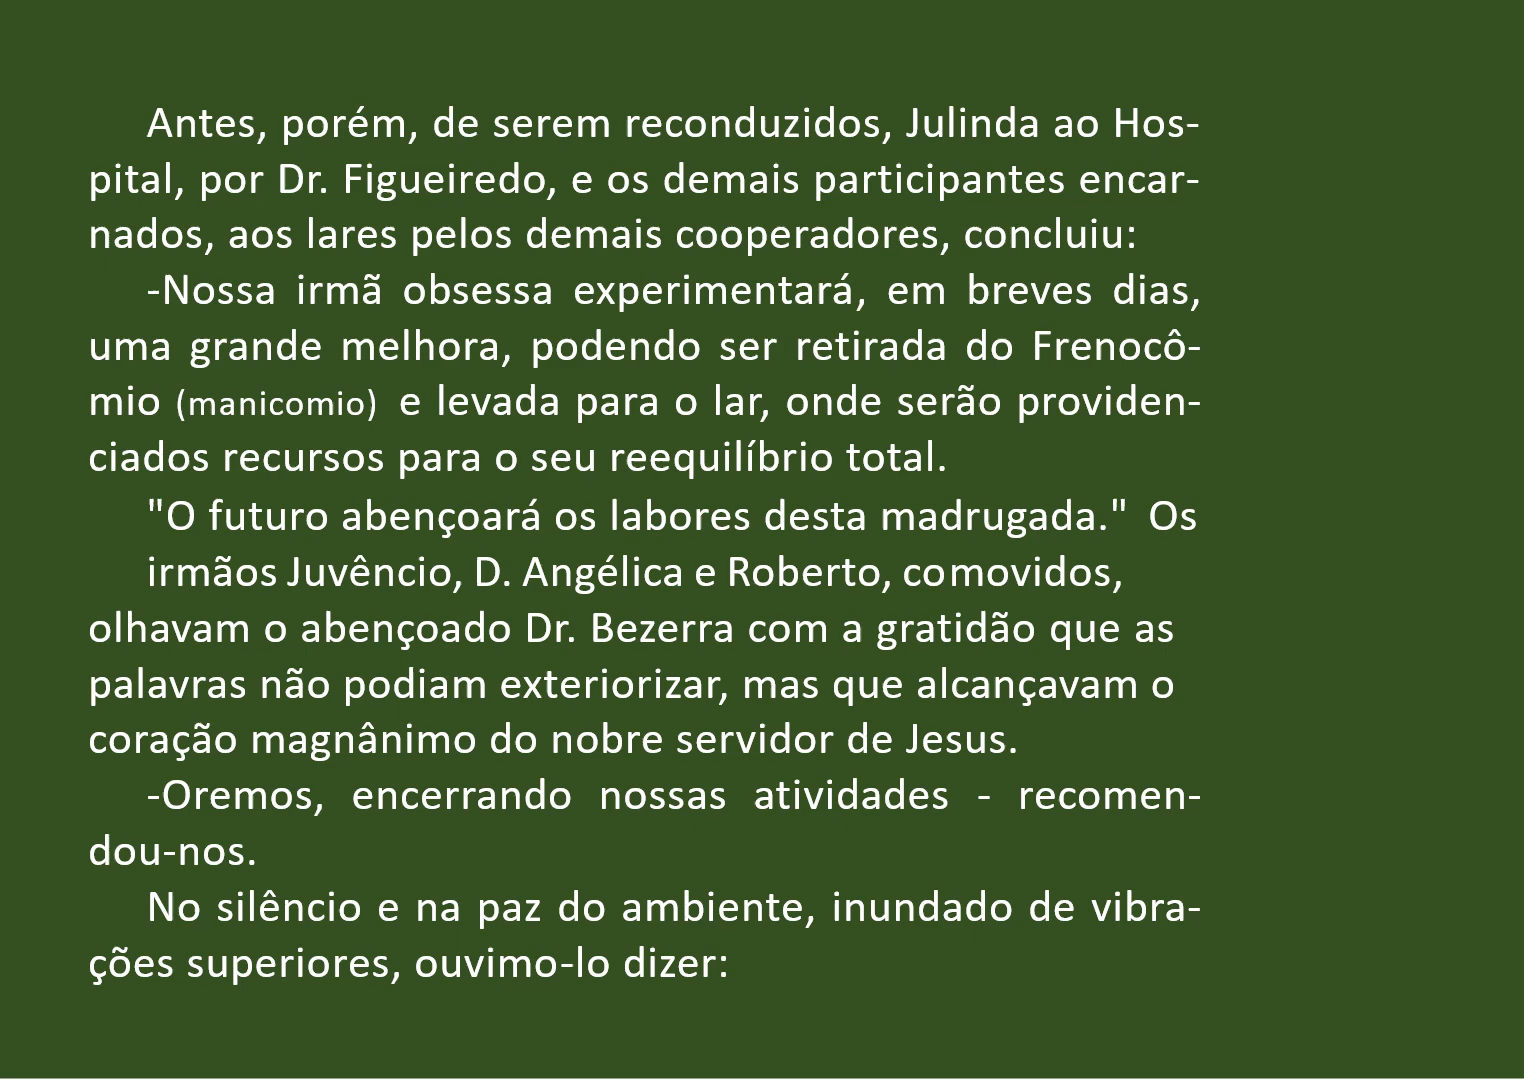 Antes, porém, de serem reconduzidos, Julinda ao Hos-
pital, por Dr. Figueiredo, e os demais participantes encar-
nados, aos lares pelos demais cooperadores, concluiu:
-Nossa irmã obsessa experimentará, em breves dias,
uma grande melhora, podendo ser retirada do Frenocô-
mio (manicomio) e levada para o lar, onde serão providen-
ciados recursos para o seu reequilíbrio total.
"O futuro abençoará os labores desta madrugada." Os
irmãos Juvêncio, D. Angélica e Roberto, comovidos,
olhavam o abençoado Dr. Bezerra com a gratidão que as
palavras não podiam exteriorizar, mas que alcançavam o
coração magnânimo do nobre servidor de Jesus.
-Oremos, encerrando nossas atividades - recomen-
dou-nos.
No silêncio e na paz do ambiente, inundado de vibra-
ções superiores, ouvimo-lo dizer: